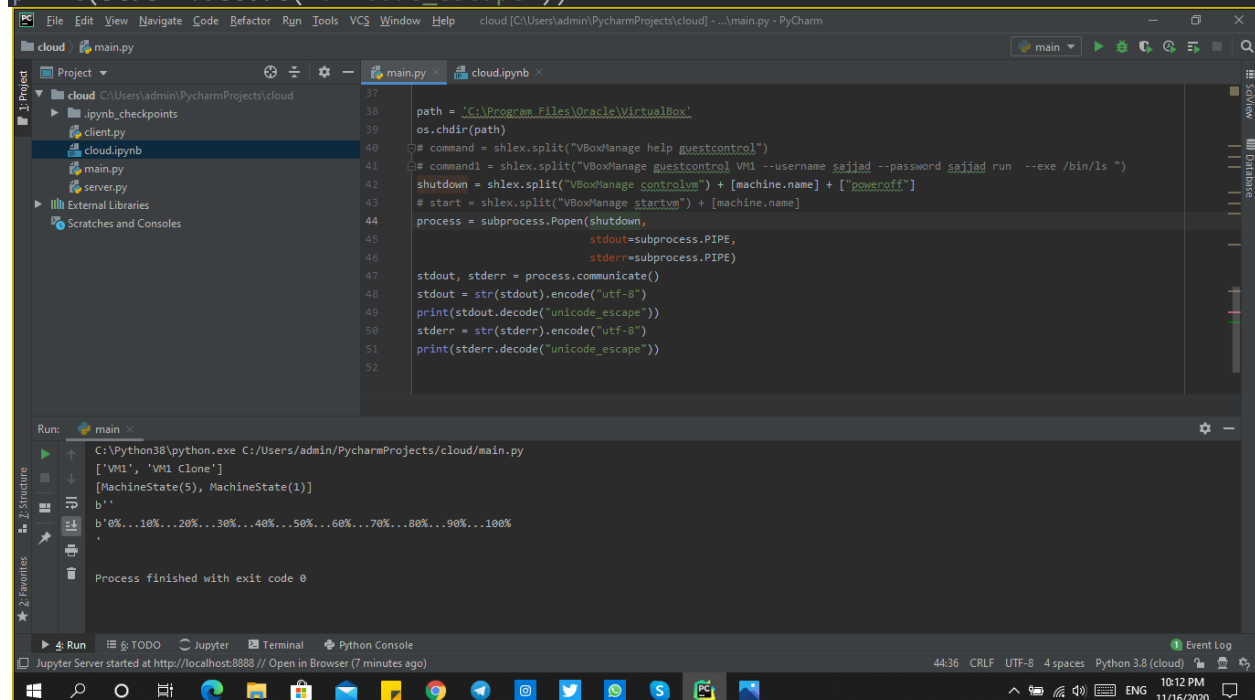 File Edit View Navigate Code Refactor Run Tools VCS Window Help cloud [C:\Users\admin\PycharmProjects\cloud] - ...\main.py - PyCharm
cloud main.py
main
Project
main.py
cloud.ipynb
1: Project
cloud C:\Users\admin\PycharmProjects\cloud
.ipynb_checkpoints
client.py
cloud.ipynb
main.py
server.py
External Libraries
Scratches and Consoles
37
38 path = 'C:\Program Files\Oracle\VirtualBox'
39 os.chdir(path)
40 # command = shlex.split("VBoxManage help guestcontrol")
41 # command1 = shlex.split("VBoxManage guestcontrol VM1 --username sajjad --password sajjad run --exe /bin/ls ")
42 shutdown = shlex.split("VBoxManage controlvm") + [machine.name] + ["poweroff"]
43 # start = shlex.split("VBoxManage startvm") + [machine.name]
44 process = subprocess.Popen(shutdown,
45 stdout=subprocess.PIPE,
46 stderr=subprocess.PIPE)
47 stdout, stderr = process.communicate()
48 stdout = str(stdout).encode("utf-8")
49 print(stdout.decode("unicode_escape"))
50 stderr = str(stderr).encode("utf-8")
51 print(stderr.decode("unicode_escape"))
52
SciView
Database
Run: main
C:\Python38\python.exe C:/Users/admin/PycharmProjects/cloud/main.py
['VM1', 'VM1 Clone']
[MachineState(5), MachineState(1)]
b''
b'0%...10%...20%...30%...40%...50%...60%...70%...80%...90%...100%
'
Process finished with exit code 0
7: Structure
2: Favorites
4: Run 6: TODO Jupyter Terminal Python Console
1 Event Log
Jupyter Server started at http://localhost:8888 // Open in Browser (7 minutes ago)
44:36 CRLF UTF-8 4 spaces Python 3.8 (cloud)
ENG
10:12 PM
11/16/2020